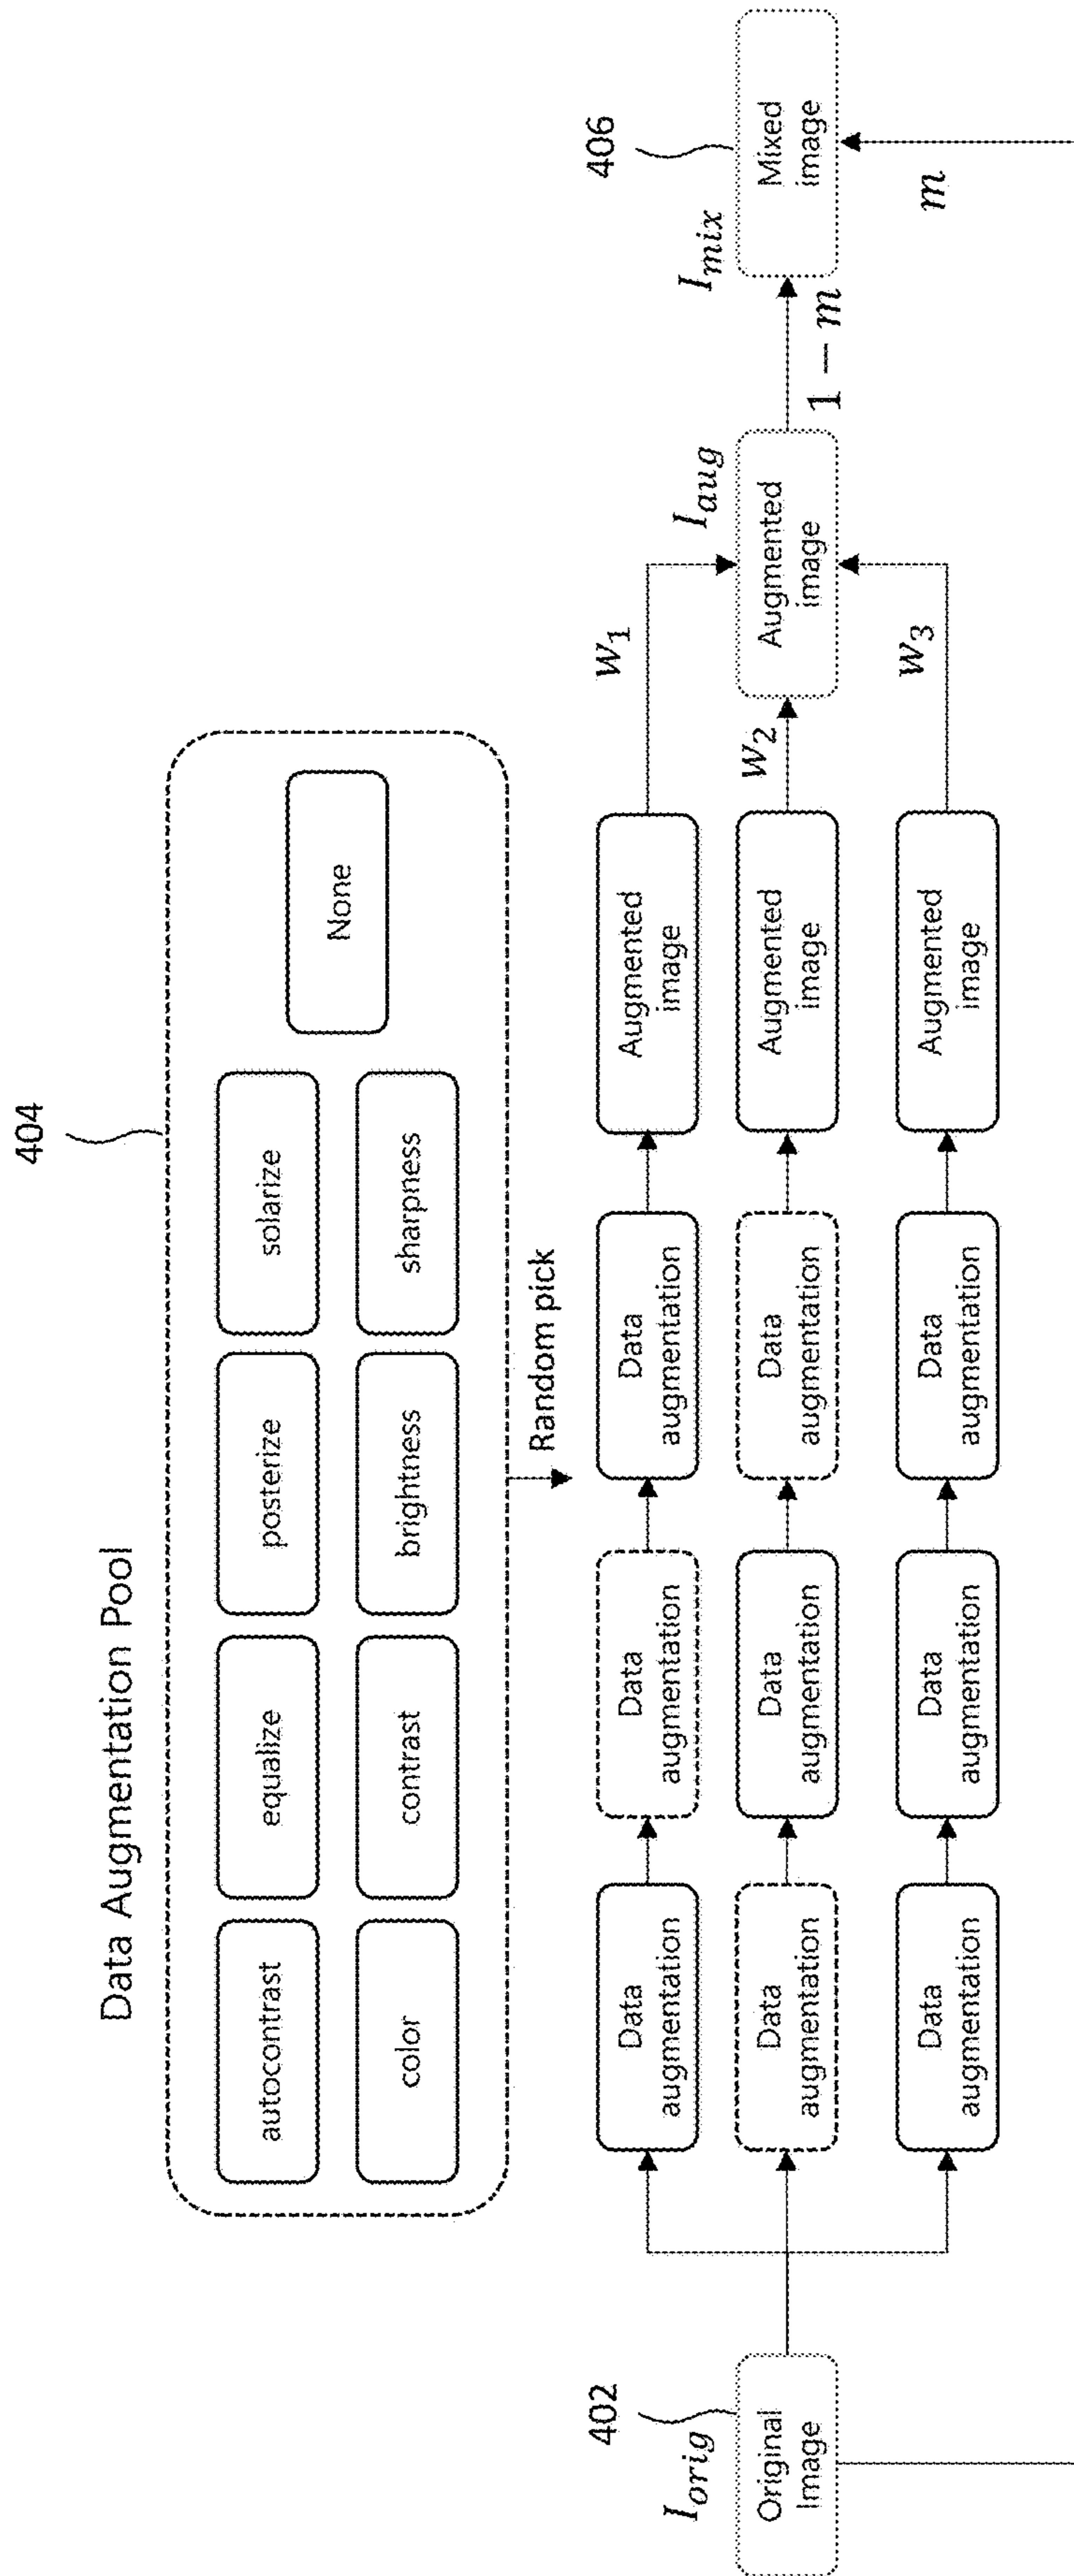 404
Data Augmentation Pool
autocontrast
equalize
posterize
solarize
None
color
contrast
brightness
sharpness
Random pick
402
I_orig
Original
Image
Data
augmentation
Data
augmentation
Data
augmentation
Augmented
image
w_1
Data
augmentation
Data
augmentation
Data
augmentation
Augmented
image
w_2
Data
augmentation
Data
augmentation
Data
augmentation
Augmented
image
w_3
I_aug
Augmented
image
1 − m
406
I_mix
Mixed
image
m